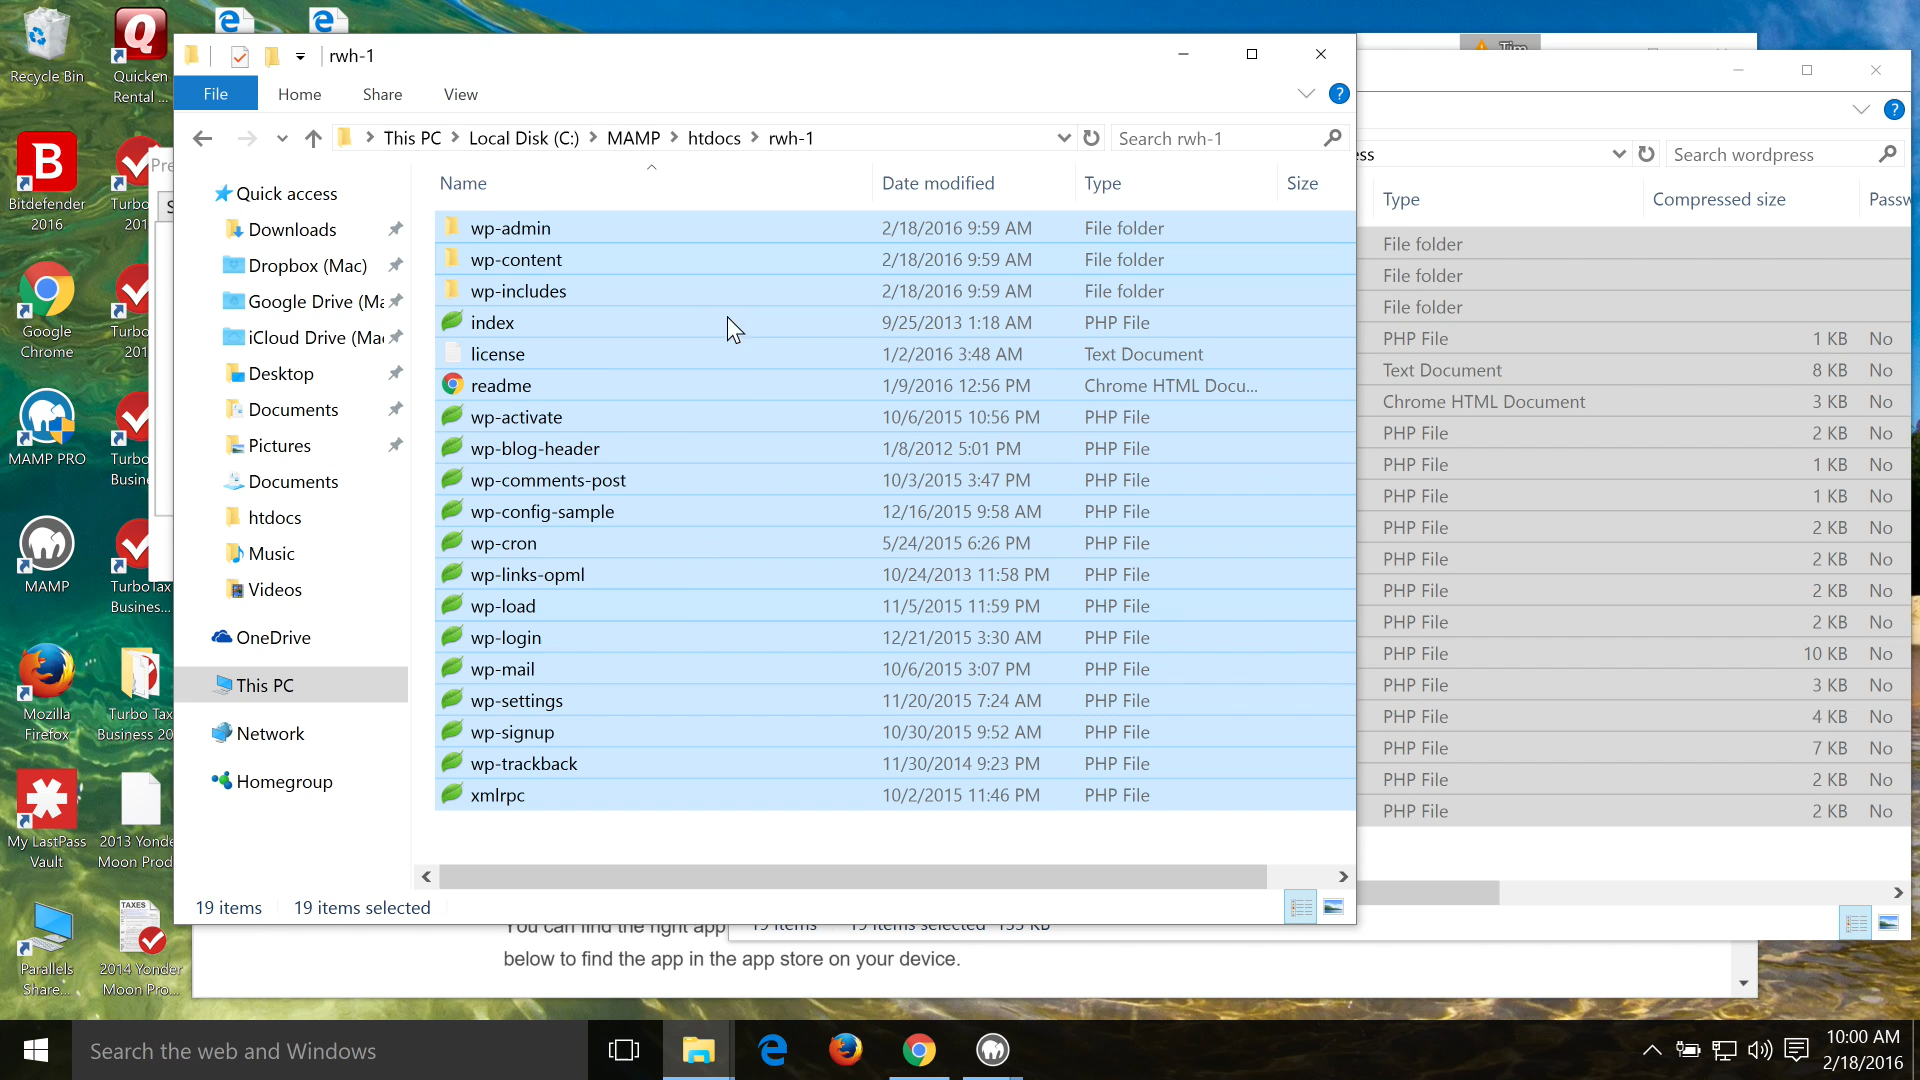 Recycle Bin
Quicken
Rental ...
Bitdefender
2016
Turbo
201
Google
Chrome
Turbo
201
MAMP PRO
Turbo
Busine
MAMP
TurboTax
Busines...
Mozilla
Firefox
Turbo Tax
Business 20
My LastPass
Vault
2013 Yonde
Moon Prod
TAXES
Parallels
Share...
2014 Yonder
Moon Pro...
Pre
S
rwh-1
File
Home
Share
View
This PC > Local Disk (C:) > MAMP > htdocs > rwh-1
Search rwh-1
Quick access
Downloads
Dropbox (Mac)
Google Drive (Ma
iCloud Drive (Mac
Desktop
Documents
Pictures
Documents
htdocs
Music
Videos
OneDrive
This PC
Network
Homegroup
Name Date modified Type Size
wp-admin 2/18/2016 9:59 AM File folder
wp-content 2/18/2016 9:59 AM File folder
wp-includes 2/18/2016 9:59 AM File folder
index 9/25/2013 1:18 AM PHP File
license 1/2/2016 3:48 AM Text Document
readme 1/9/2016 12:56 PM Chrome HTML Docu...
wp-activate 10/6/2015 10:56 PM PHP File
wp-blog-header 1/8/2012 5:01 PM PHP File
wp-comments-post 10/3/2015 3:47 PM PHP File
wp-config-sample 12/16/2015 9:58 AM PHP File
wp-cron 5/24/2015 6:26 PM PHP File
wp-links-opml 10/24/2013 11:58 PM PHP File
wp-load 11/5/2015 11:59 PM PHP File
wp-login 12/21/2015 3:30 AM PHP File
wp-mail 10/6/2015 3:07 PM PHP File
wp-settings 11/20/2015 7:24 AM PHP File
wp-signup 10/30/2015 9:52 AM PHP File
wp-trackback 11/30/2014 9:23 PM PHP File
xmlrpc 10/2/2015 11:46 PM PHP File
19 items 19 items selected
Tim
ess
Search wordpress
Type Compressed size Passw
File folder
File folder
File folder
PHP File 1 KB No
Text Document 8 KB No
Chrome HTML Document 3 KB No
PHP File 2 KB No
PHP File 1 KB No
PHP File 1 KB No
PHP File 2 KB No
PHP File 2 KB No
PHP File 2 KB No
PHP File 2 KB No
PHP File 10 KB No
PHP File 3 KB No
PHP File 4 KB No
PHP File 7 KB No
PHP File 2 KB No
PHP File 2 KB No
You can find the right app
19 items 19 items selected 153 KB
below to find the app in the app store on your device.
Search the web and Windows
10:00 AM
2/18/2016